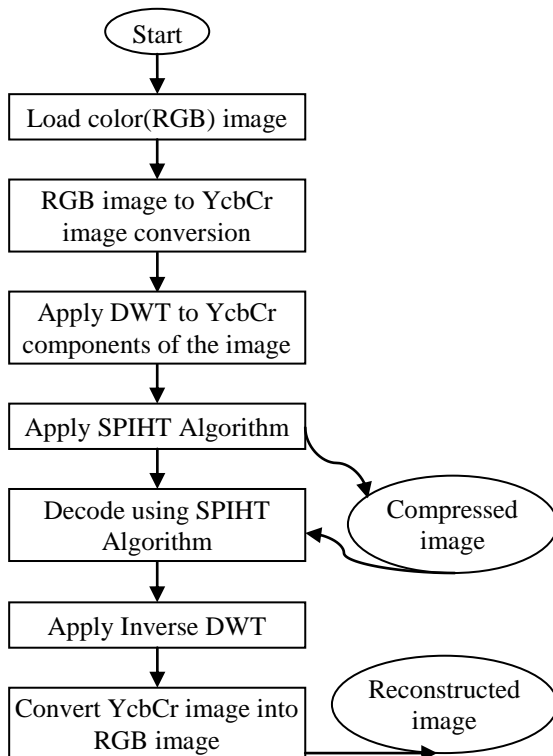 Start
Load color(RGB) image
RGB image to YcbCr
image conversion
Apply DWT to YcbCr
components of the image
Apply SPIHT Algorithm
Decode using SPIHT
Algorithm
Compressed
image
Apply Inverse DWT
Convert YcbCr image into
RGB image
Reconstructed
image